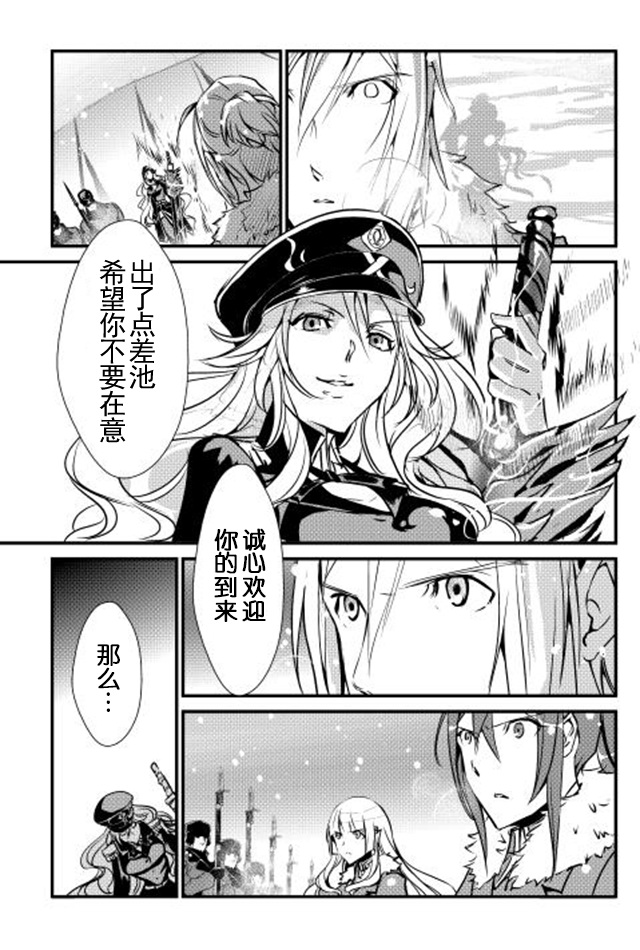 出了点差池
希望你不要在意
诚心欢迎
你的到来
那么…